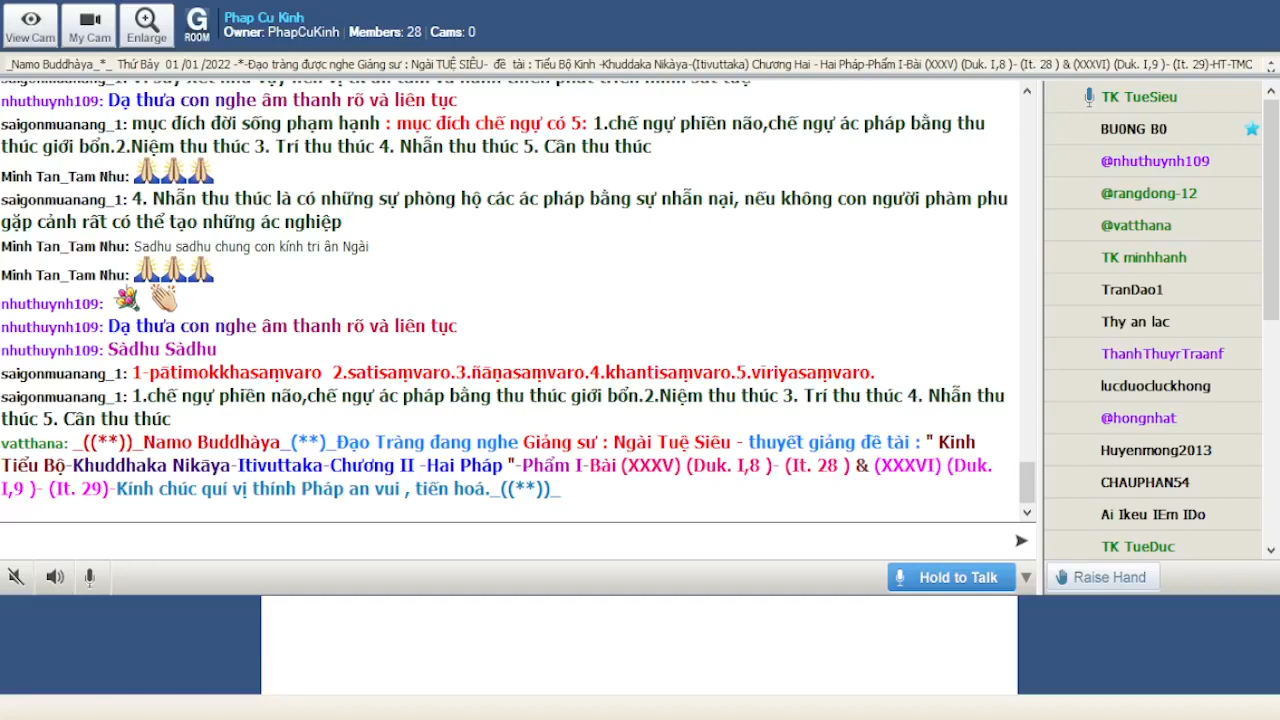 View Cam
My Cam
Enlarge
G
ROOM
Phap Cu Kinh
Owner: PhapCuKinh | Members: 28 | Cams: 0
_Namo Buddhàya_*_ Thứ Bảy 01 /01 /2022 -*-Đạo tràng được nghe Giảng sư : Ngài TUỆ SIÊU- đề tài : Tiểu Bộ Kinh -Khuddaka Nikàya-(Itivuttaka) Chương Hai - Hai Pháp-Phẩm I-Bài (XXXV) (Duk. I,8 )- (It. 28 ) & (XXXVI) (Duk. I,9 )- (It. 29)-HT-TMC
nhuthuynh109: Dạ thưa con nghe âm thanh rõ và liên tục
saigonmuanang_1: mục đích đời sống phạm hạnh : mục đích chế ngự có 5: 1.chế ngự phiền não,chế ngự ác pháp bằng thu
thúc giới bổn.2.Niệm thu thúc 3. Trí thu thúc 4. Nhẫn thu thúc 5. Cần thu thúc
Minh Tan_Tam Nhu:
saigonmuanang_1: 4. Nhẫn thu thúc là có những sự phòng hộ các ác pháp bằng sự nhẫn nại, nếu không con người phàm phu
gặp cảnh rất có thể tạo những ác nghiệp
Minh Tan_Tam Nhu: Sadhu sadhu chung con kính tri ân Ngài
Minh Tan_Tam Nhu:
nhuthuynh109:
nhuthuynh109: Dạ thưa con nghe âm thanh rõ và liên tục
nhuthuynh109: Sàdhu Sàdhu
saigonmuanang_1: 1-pātimokkhasaṃvaro 2.satisaṃvaro.3.ñāṇasaṃvaro.4.khantisaṃvaro.5.vīriyasaṃvaro.
saigonmuanang_1: 1.chế ngự phiền não,chế ngự ác pháp bằng thu thúc giới bổn.2.Niệm thu thúc 3. Trí thu thúc 4. Nhẫn thu
thúc 5. Cần thu thúc
vatthana: _((**))_Namo Buddhàya_(**)_Đạo Tràng đang nghe Giảng sư : Ngài Tuệ Siêu - thuyết giảng đề tài : " Kinh
Tiểu Bộ-Khuddhaka Nikāya-Itivuttaka-Chương II -Hai Pháp "-Phẩm I-Bài (XXXV) (Duk. I,8 )- (It. 28 ) & (XXXVI) (Duk.
I,9 )- (It. 29)-Kính chúc quí vị thính Pháp an vui , tiến hoá._((**))_
Hold to Talk
TK TueSieu
BU0NG B0
@nhuthuynh109
@rangdong-12
@vatthana
TK minhhanh
TranDao1
Thy an lac
ThanhThuyrTraanf
lucduocluckhong
@hongnhat
Huyenmong2013
CHAUPHAN54
Ai Ikeu IEm IDo
TK TueDuc
Raise Hand